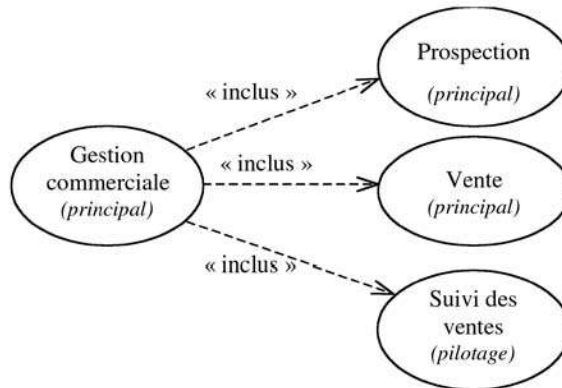 Prospection
(principal)
« inclus »
Gestion
commerciale
(principal)
« inclus »
Vente
(principal)
« inclus »
Suivi des
ventes
(pilotage)